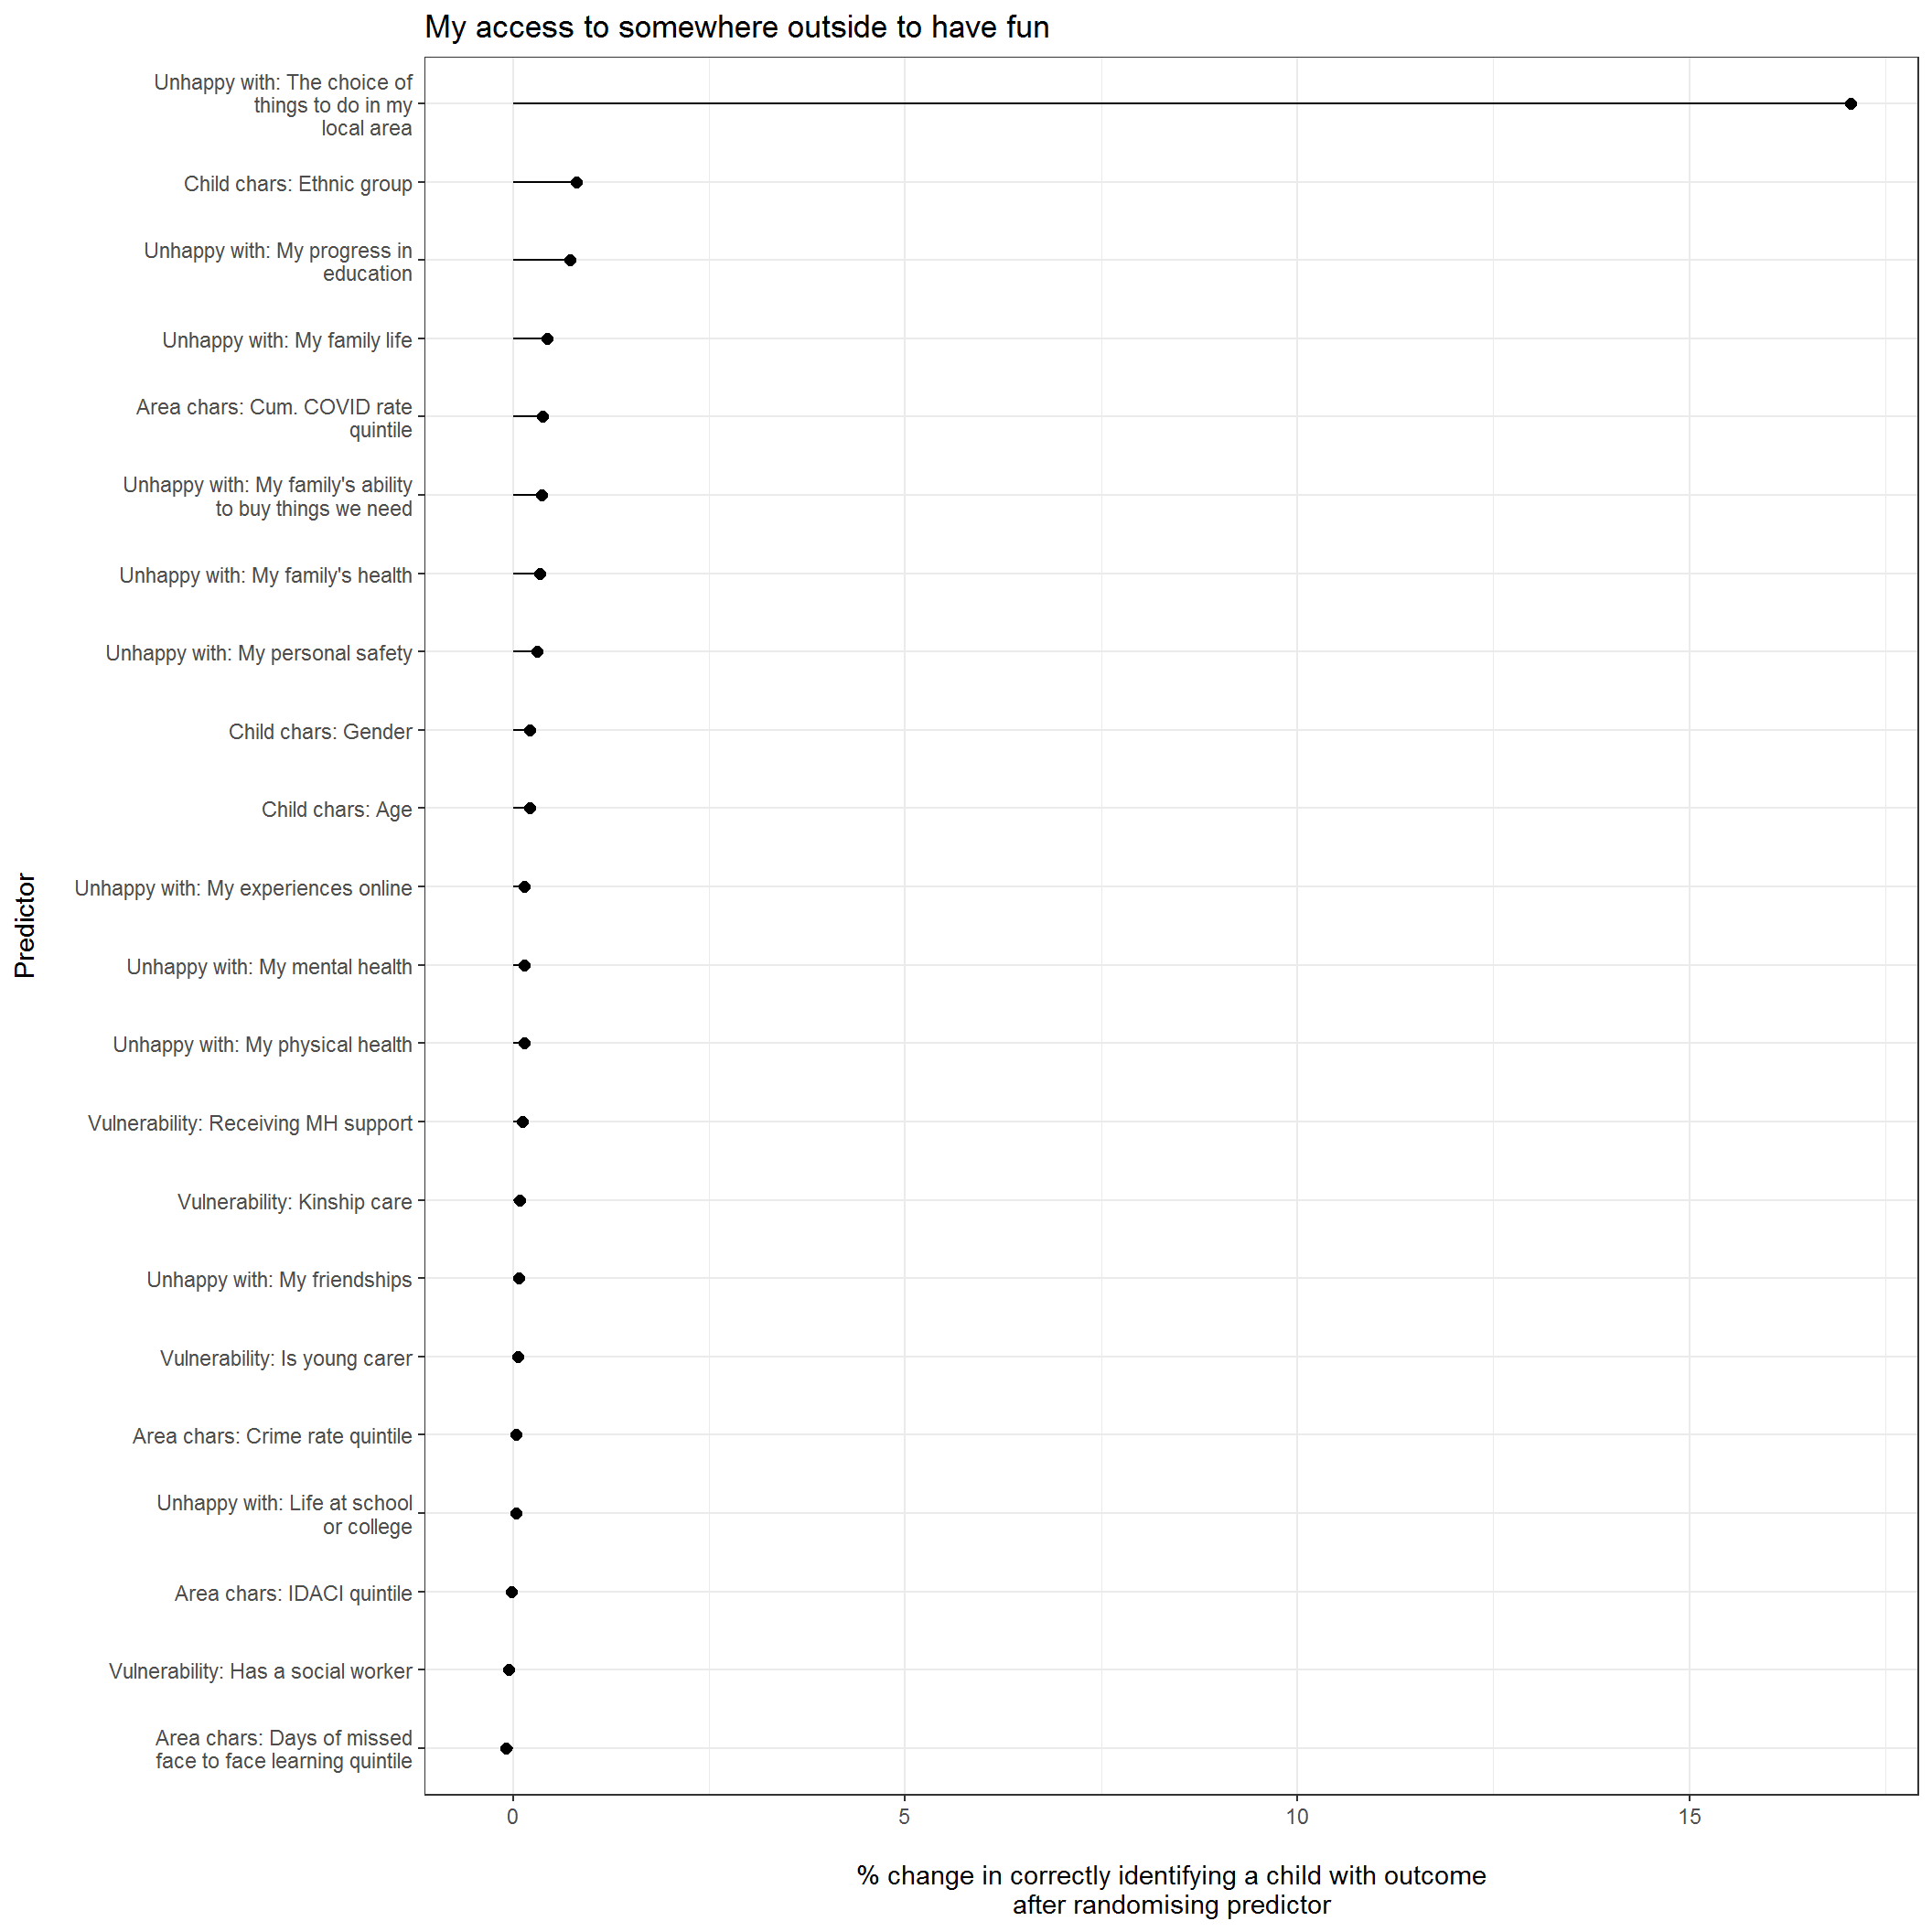 My access to somewhere outside to have fun
Unhappy with: The choice of
things to do in my
local area
Child chars: Ethnic group
Unhappy with: My progress in
education
Unhappy with: My family life
Area chars: Cum. COVID rate
quintile
Unhappy with: My family's ability
to buy things we need
Unhappy with: My family's health
Unhappy with: My personal safety
Child chars: Gender
Child chars: Age
Unhappy with: My experiences online
Unhappy with: My mental health
Unhappy with: My physical health
Vulnerability: Receiving MH support
Vulnerability: Kinship care
Unhappy with: My friendships
Vulnerability: Is young carer
Area chars: Crime rate quintile
Unhappy with: Life at school
or college
Area chars: IDACI quintile
Vulnerability: Has a social worker
Area chars: Days of missed
face to face learning quintile
Predictor
0 5 10 15
% change in correctly identifying a child with outcome
after randomising predictor